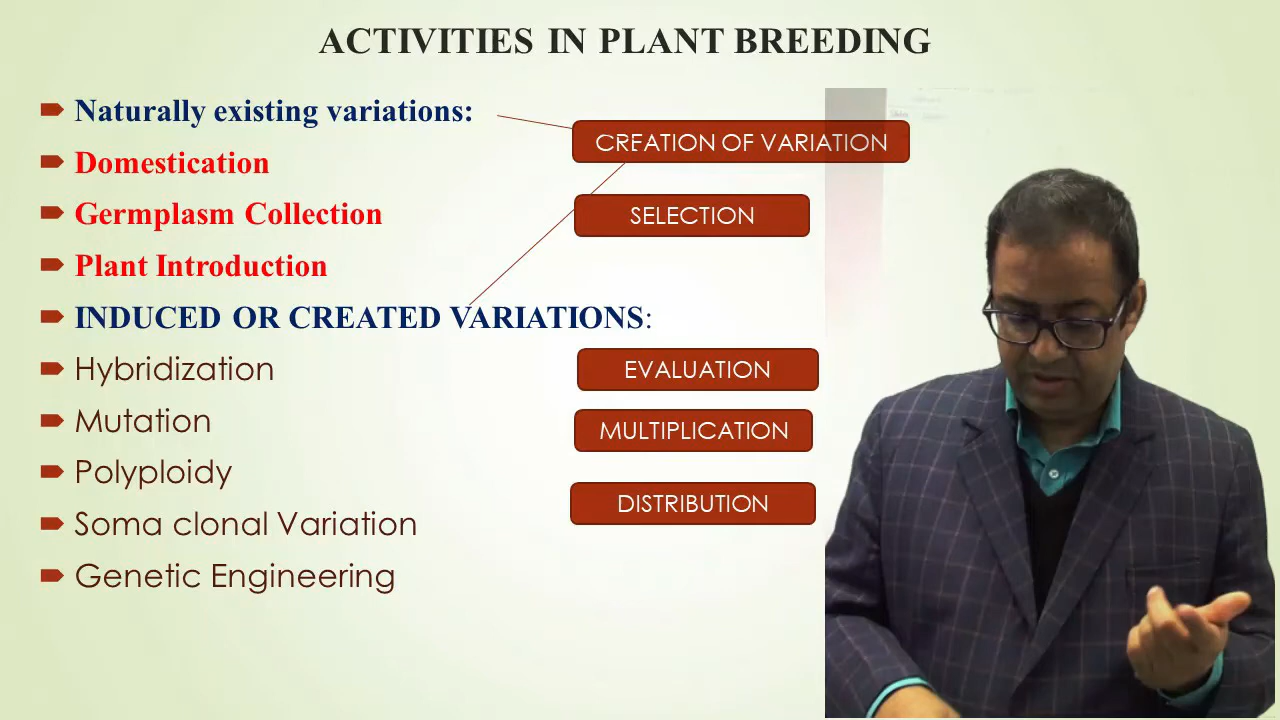 ACTIVITIES IN PLANT BREEDING
Naturally existing variations:
Domestication
Germplasm Collection
Plant Introduction
INDUCED OR CREATED VARIATIONS:
Hybridization
Mutation
Polyploidy
Soma clonal Variation
Genetic Engineering
CREATION OF VARIATION
SELECTION
EVALUATION
MULTIPLICATION
DISTRIBUTION